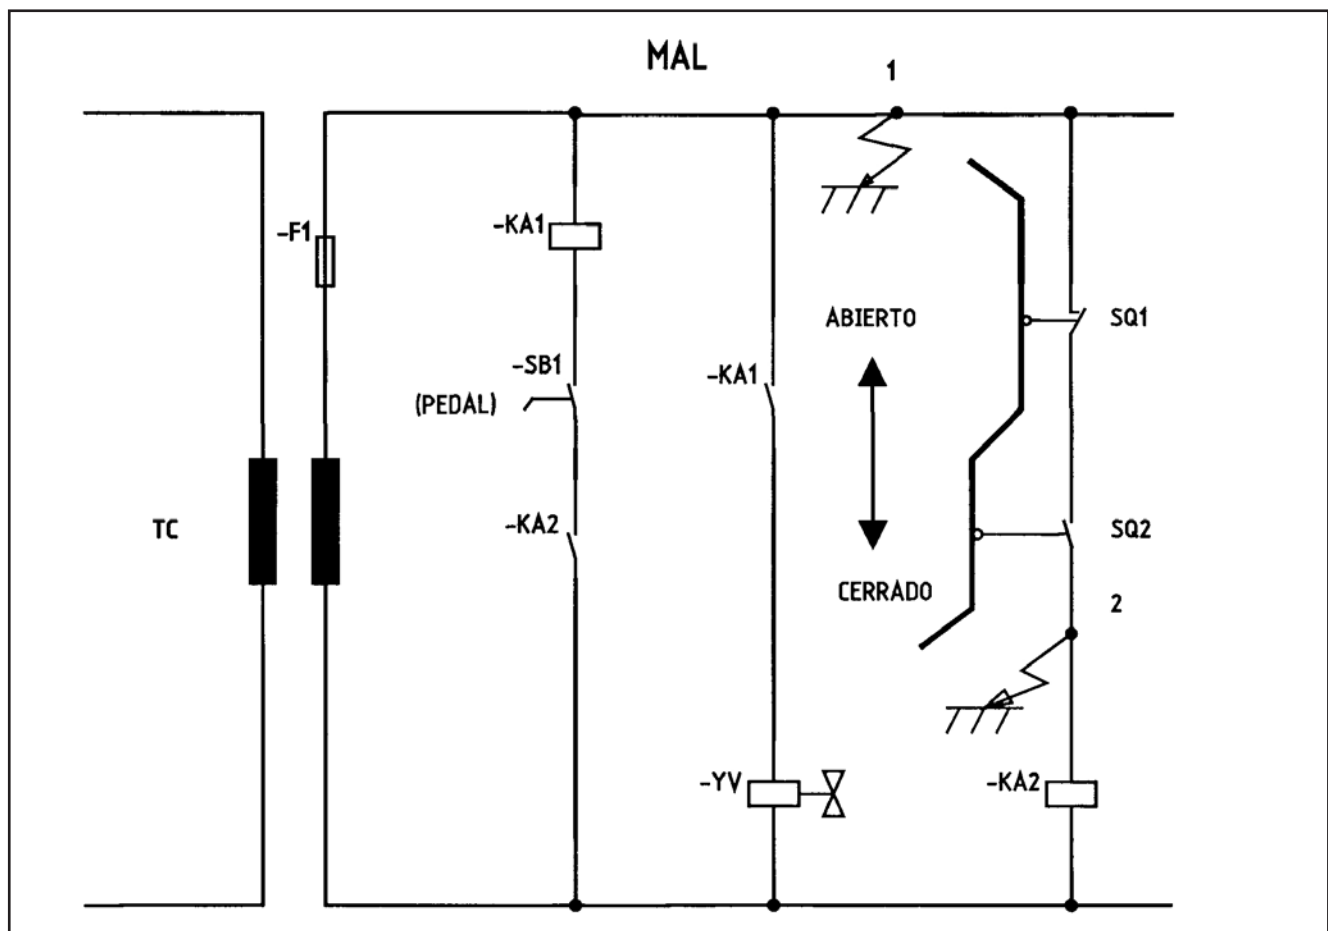 MAL
1
-F1
-KA1
ABIERTO
SQ1
-SB1
(PEDAL)
-KA1
TC
-KA2
SQ2
CERRADO
2
-YV
-KA2